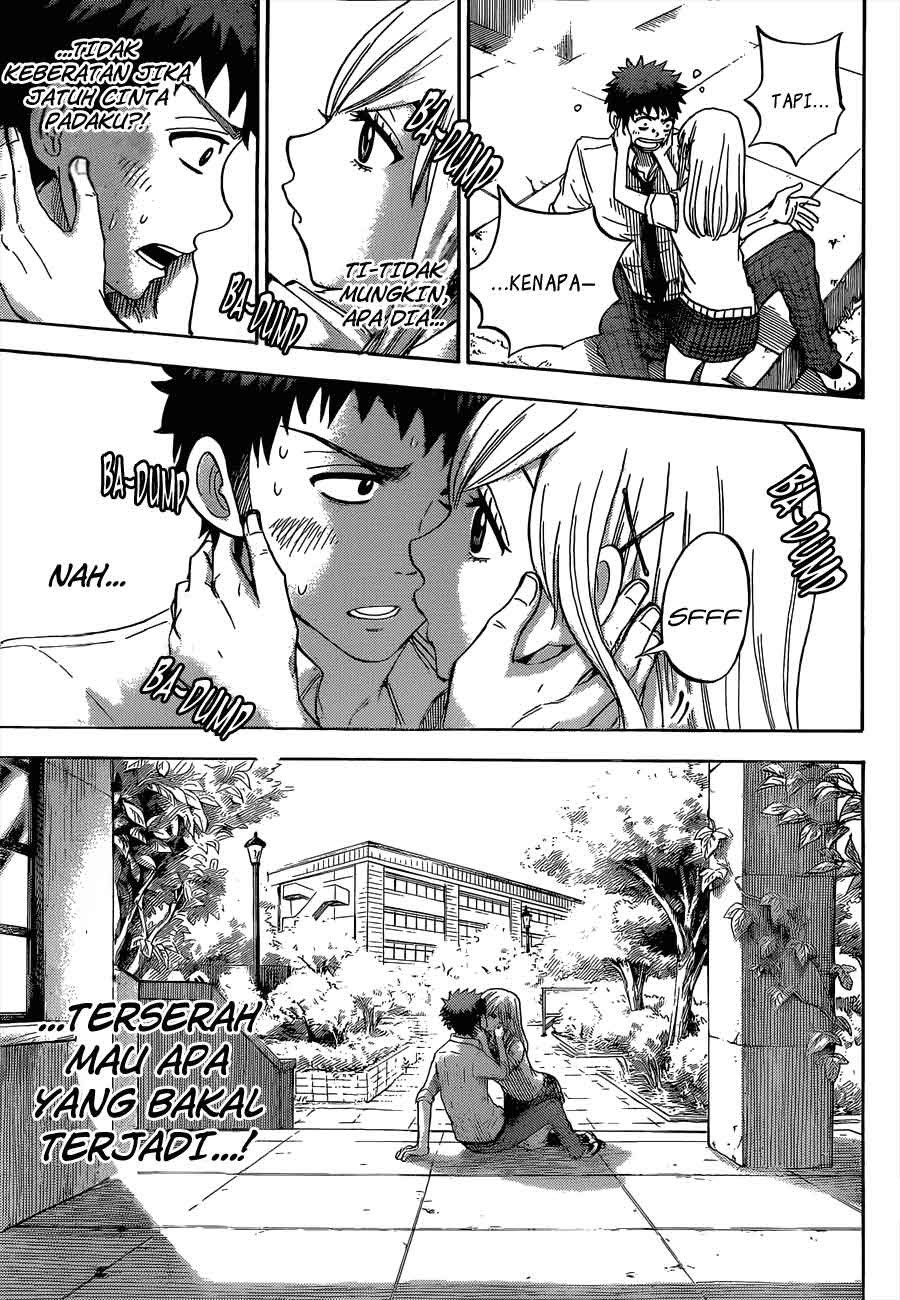 TAPI...
...KENAPA–
BA-DUMP
TI-TIDAK
MUNGKIN,
APA DIA...
...TIDAK
KEBERATAN JIKA
JATUH CINTA
PADAKU?!
BA-DUMP
BA-DUMP
SFFF
BA-DUMP
NAH...
BA-DUMP
...TERSERAH
MAU APA
YANG BAKAL
TERJADI...!